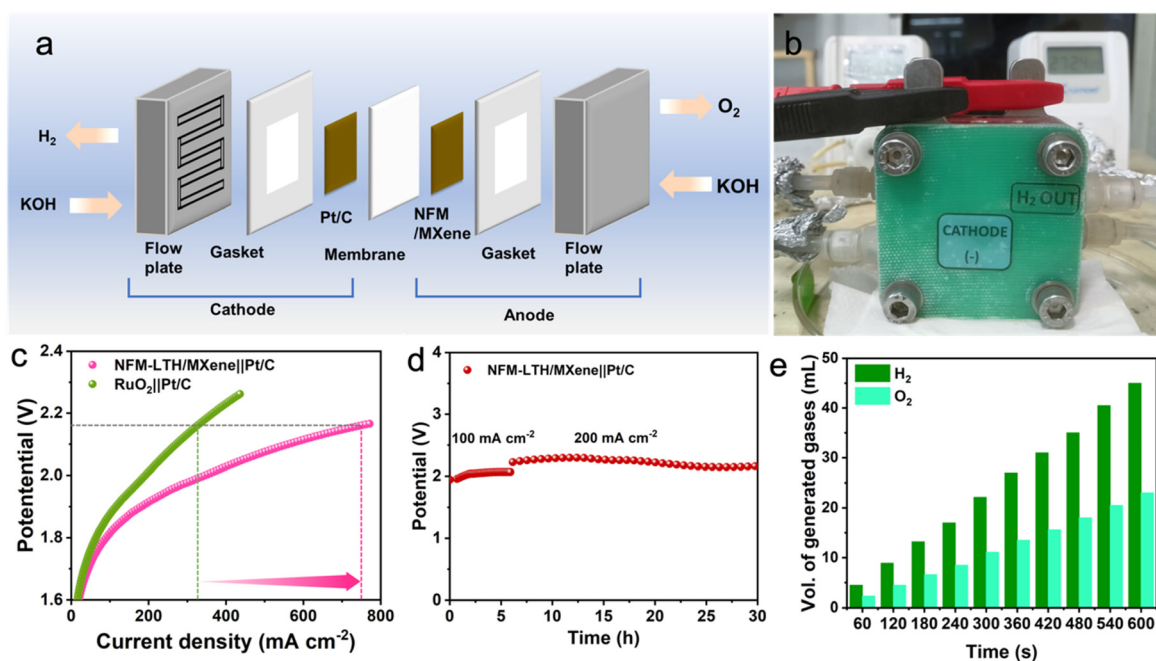 a
H₂
KOH
Flow
plate
Gasket
Pt/C
Membrane
NFM
/MXene
Gasket
Flow
plate
O₂
KOH
Cathode
Anode
b
H₂ OUT
CATHODE
(-)
c
NFM-LTH/MXene||Pt/C
RuO₂||Pt/C
Potentential (V)
2.4
2.2
2.0
1.8
1.6
0 200 400 600 800
Current density (mA cm⁻²)
d
NFM-LTH/MXene||Pt/C
100 mA cm⁻²
200 mA cm⁻²
Potential (V)
4
3
2
1
0
0 5 10 15 20 25 30
Time (h)
e
H₂
O₂
Vol. of generated gases (mL)
50
40
30
20
10
0
60 120 180 240 300 360 420 480 540 600
Time (s)